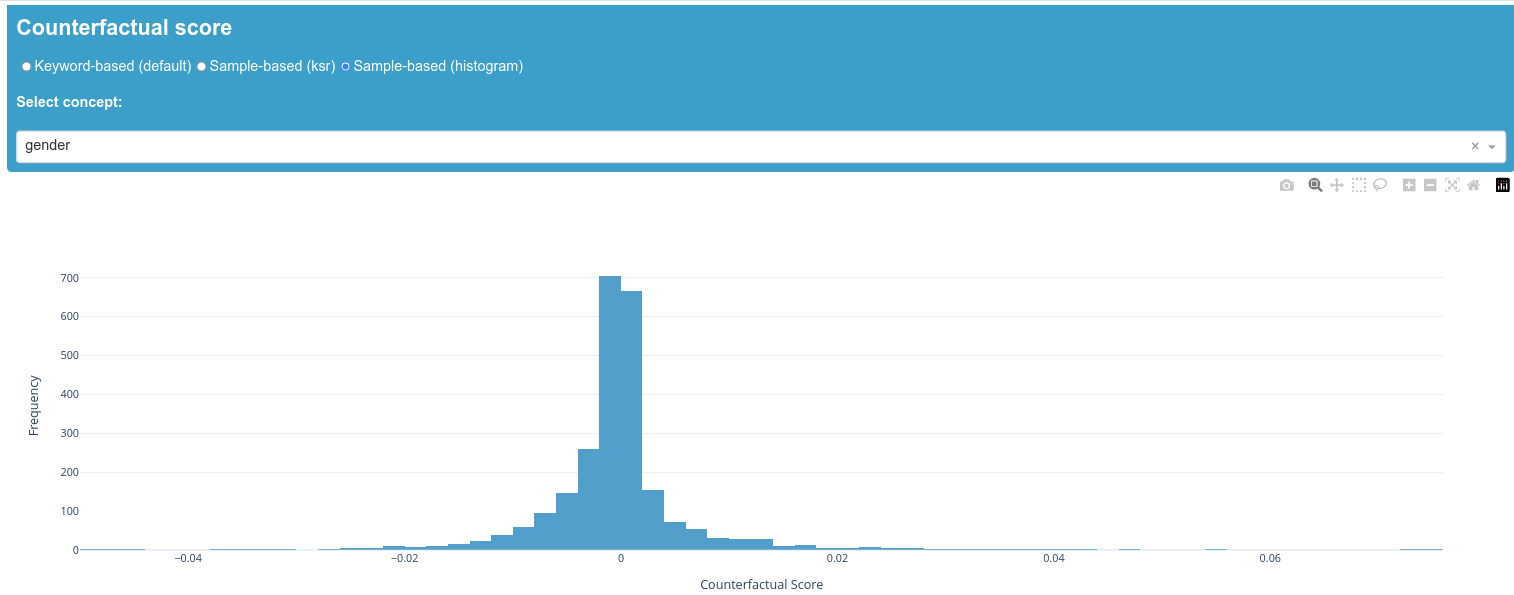 Counterfactual score
Keyword-based (default) Sample-based (ksr) Sample-based (histogram)
Select concept:
gender
700
600
500
400
300
200
100
0
Frequency
−0.04 −0.02 0 0.02 0.04 0.06
Counterfactual Score